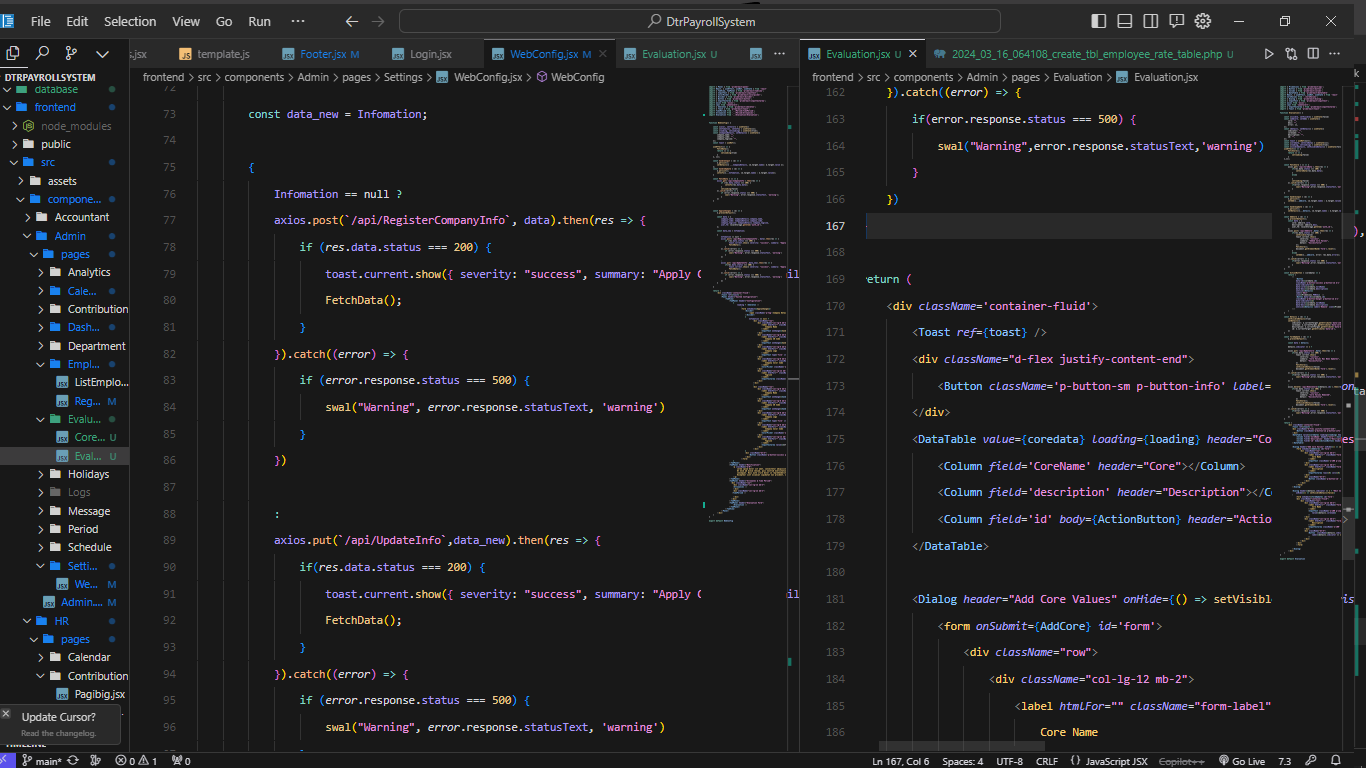 File Edit Selection View Go Run ··· DtrPayrollSystem
s.jsx template.js Footer.jsx M Login.jsx WebConfig.jsx M Evaluation.jsx U
Evaluation.jsx U 2024_03_16_064108_create_tbl_employee_rate_table.php U
DTRPAYROLLSYSTEM
database
frontend
node_modules
public
src
assets
compone...
Accountant
Admin
pages
Analytics
Cale...
Contribution
Dash...
Department
Empl...
ListEmplo...
Reg... M
Evalu...
Core... U
Eval... U
Holidays
Logs
Message
Period
Schedule
Setti...
We... M
Admin.... M
HR
pages
Calendar
Contribution
Pagibig.jsx
Update Cursor?
Read the changelog.
TIMELINE
frontend > src > components > Admin > pages > Settings > WebConfig.jsx > WebConfig
72
73 const data_new = Infomation;
74
75 {
76 Infomation == null ?
77 axios.post(`/api/RegisterCompanyInfo`, data).then(res => {
78 if (res.data.status === 200) {
79 toast.current.show({ severity: "success", summary: "Apply C
80 FetchData();
81 }
82 }).catch((error) => {
83 if (error.response.status === 500) {
84 swal("Warning", error.response.statusText, 'warning')
85 }
86 })
87
88 :
89 axios.put(`/api/UpdateInfo`,data_new).then(res => {
90 if(res.data.status === 200) {
91 toast.current.show({ severity: "success", summary: "Apply C
92 FetchData();
93 }
94 }).catch((error) => {
95 if (error.response.status === 500) {
96 swal("Warning", error.response.statusText, 'warning')
frontend > src > components > Admin > pages > Evaluation > Evaluation.jsx
162 }).catch((error) => {
163 if(error.response.status === 500) {
164 swal("Warning",error.response.statusText,'warning')
165 }
166 })
167
168
169 eturn (
170 <div className='container-fluid'>
171 <Toast ref={toast} />
172 <div className="d-flex justify-content-end">
173 <Button className='p-button-sm p-button-info' label=
174 </div>
175 <DataTable value={coredata} loading={loading} header="Co
176 <Column field='CoreName' header="Core"></Column>
177 <Column field='description' header="Description"></C
178 <Column field='id' body={ActionButton} header="Actio
179 </DataTable>
180
181 <Dialog header="Add Core Values" onHide={() => setVisibl
182 <form onSubmit={AddCore} id='form'>
183 <div className="row">
184 <div className="col-lg-12 mb-2">
185 <label htmlFor="" className="form-label"
186 Core Name
main* 0 1 0 Ln 167, Col 6 Spaces: 4 UTF-8 CRLF {} JavaScript JSX Copilot++ Go Live 7.3